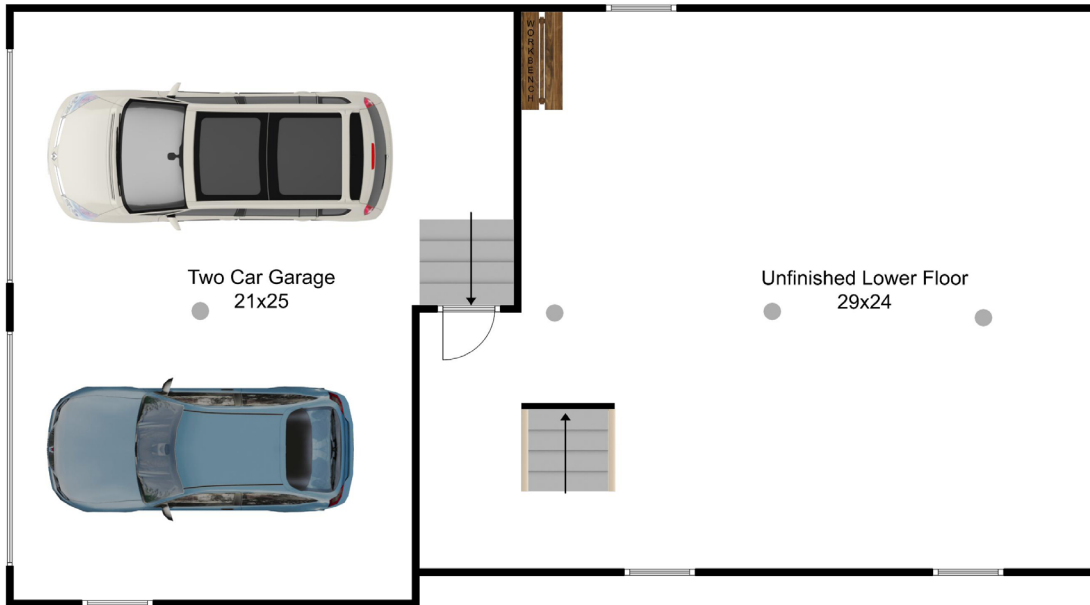 WORKBENCH
Two Car Garage
21x25
Unfinished Lower Floor
29x24